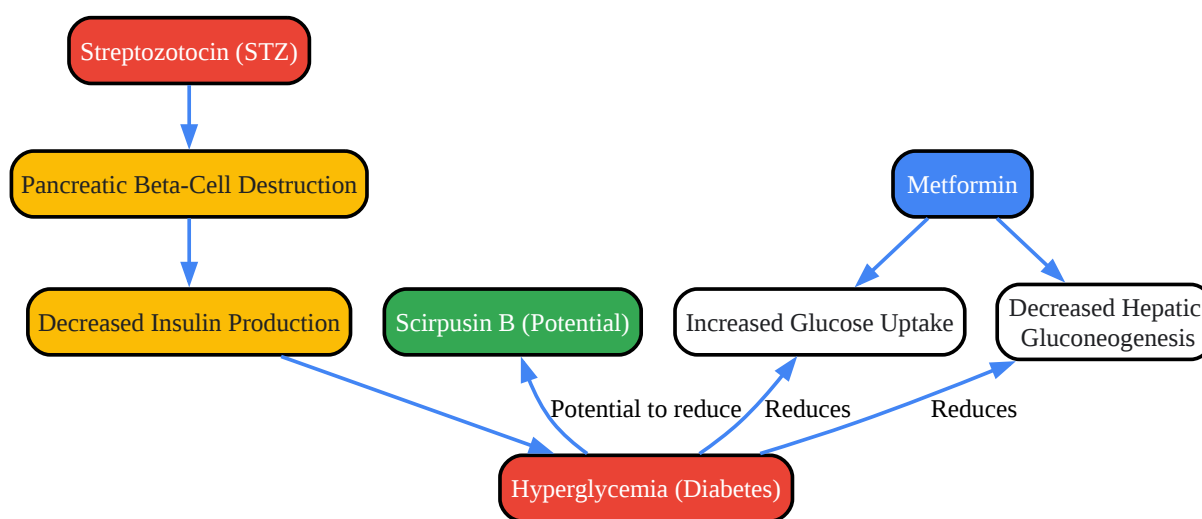 Streptozotocin (STZ)
Pancreatic Beta-Cell Destruction
Metformin
Decreased Insulin Production
Scirpusin B (Potential)
Increased Glucose Uptake
Decreased Hepatic
Gluconeogenesis
Potential to reduce
Reduces
Reduces
Hyperglycemia (Diabetes)